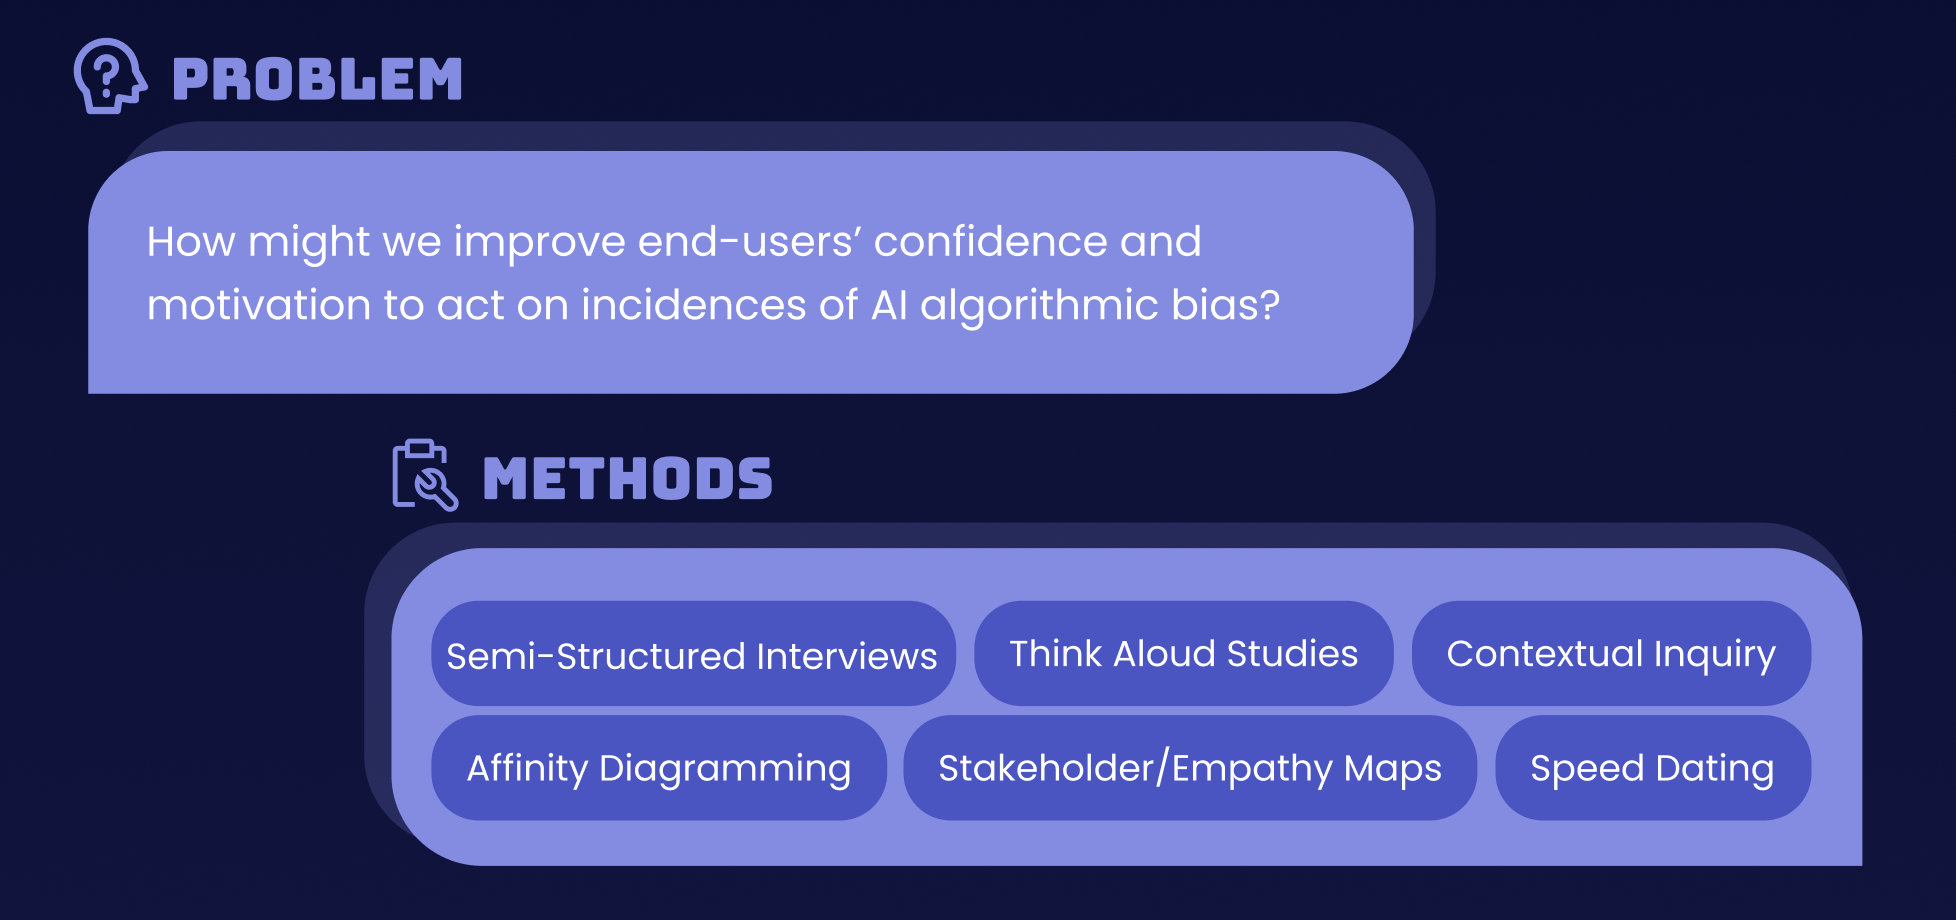 PROBLEM
How might we improve end-users’ confidence and
motivation to act on incidences of AI algorithmic bias?
METHODS
Semi-Structured Interviews
Think Aloud Studies
Contextual Inquiry
Affinity Diagramming
Stakeholder/Empathy Maps
Speed Dating